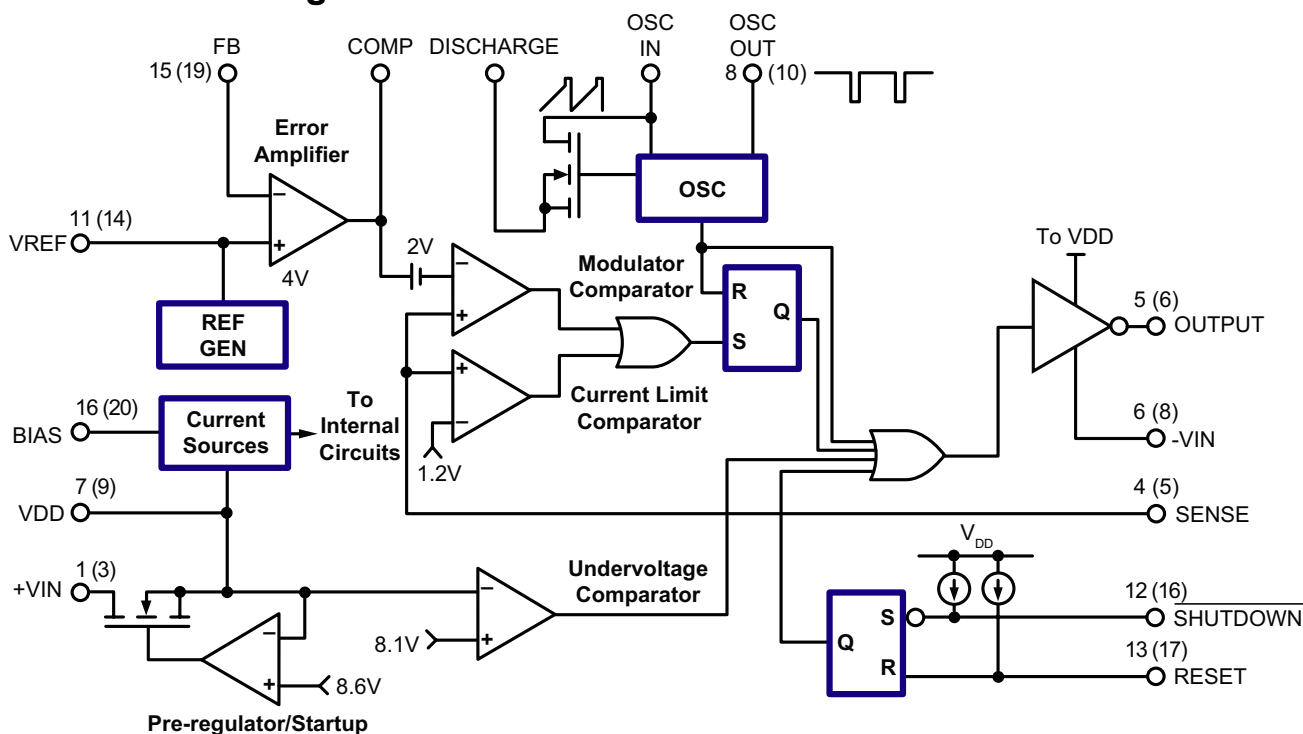 FB
15 (19)
COMP
DISCHARGE
OSC
IN
OSC
OUT
8
(10)
Error
Amplifier
−
+
4V
11 (14)
VREF
REF
GEN
OSC
2V
−
+
Modulator
Comparator
R
S
Q
To VDD
5 (6)
OUTPUT
+
−
1.2V
Current Limit
Comparator
16 (20)
BIAS
Current
Sources
To
Internal
Circuits
6 (8)
-VIN
7 (9)
VDD
4 (5)
SENSE
1 (3)
+VIN
−
+
8.6V
Pre-regulator/Startup
−
+
8.1V
Undervoltage
Comparator
VDD
S
Q
R
12 (16)
SHUTDOWN
13 (17)
RESET